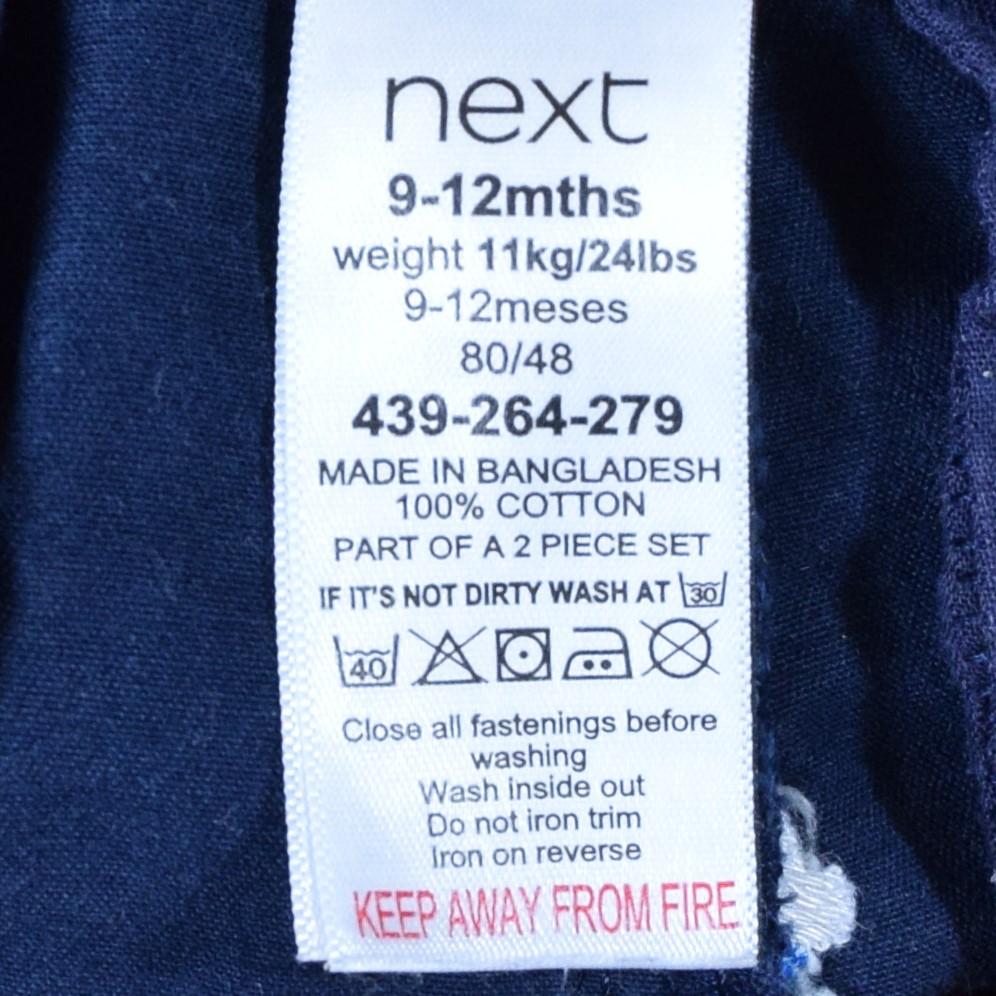 next
9-12mths
weight 11kg/24lbs
9-12meses
80/48
439-264-279
MADE IN BANGLADESH
100% COTTON
PART OF A 2 PIECE SET
IF IT'S NOT DIRTY WASH AT 30
40
Close all fastenings before
washing
Wash inside out
Do not iron trim
Iron on reverse
KEEP AWAY FROM FIRE